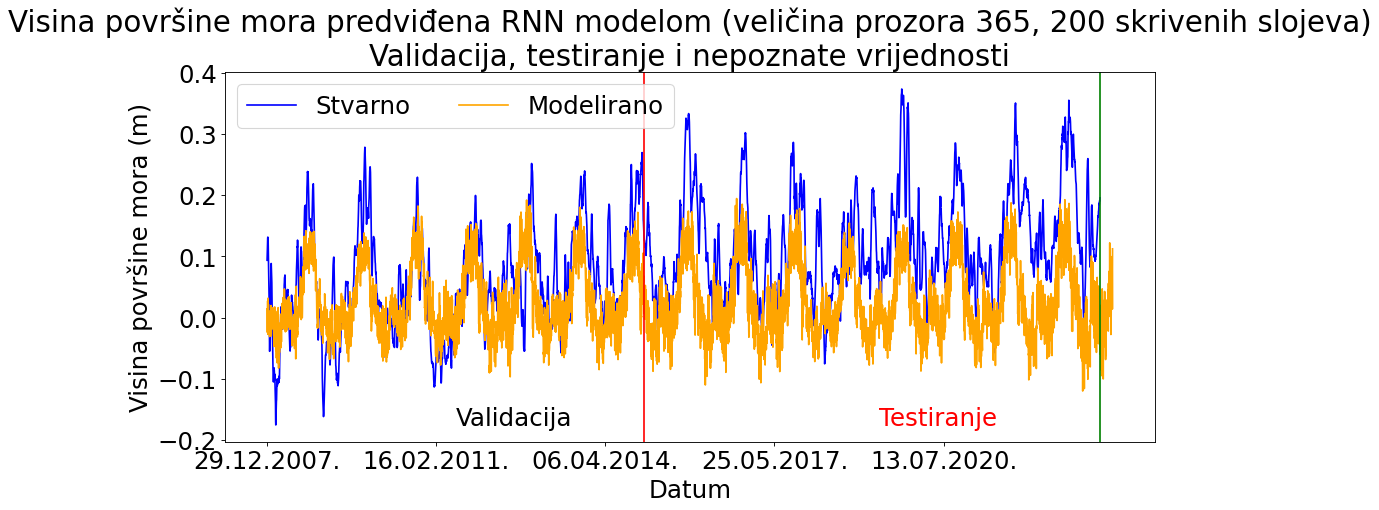 Visina površine mora predviđena RNN modelom (veličina prozora 365, 200 skrivenih slojeva)
Validacija, testiranje i nepoznate vrijednosti
Stvarno
Modelirano
0.4
0.3
0.2
0.1
0.0
−0.1
−0.2
Visina površine mora (m)
Validacija
Testiranje
29.12.2007.
16.02.2011.
06.04.2014.
25.05.2017.
13.07.2020.
Datum